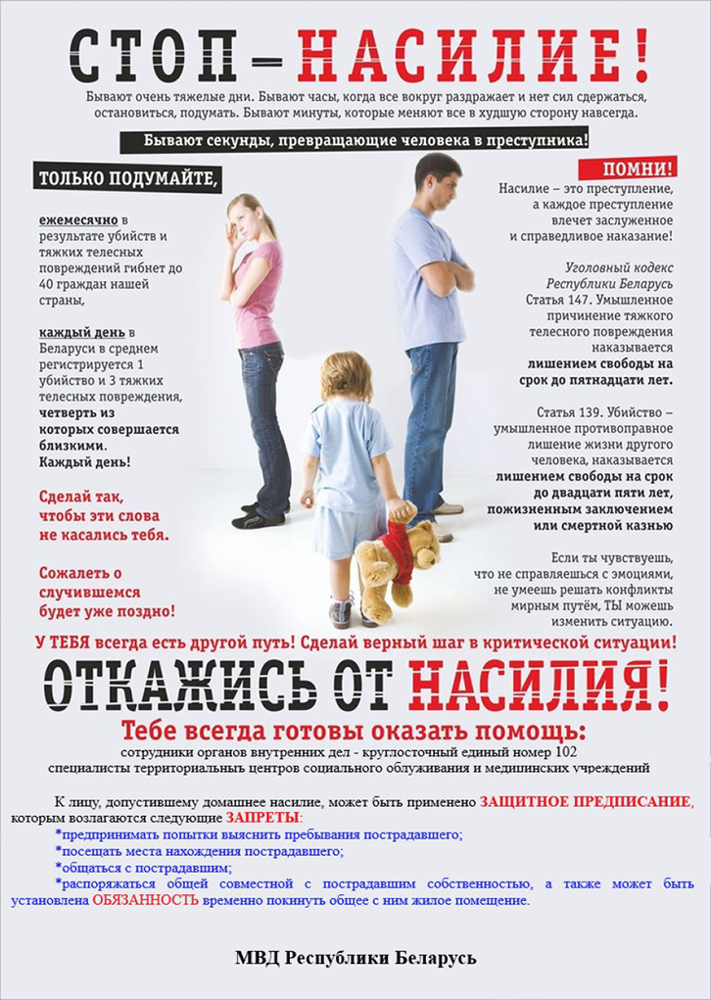 СТОП – НАСИЛИЕ!
Бывают очень тяжелые дни. Бывают часы, когда все вокруг раздражает и нет сил сдержаться,
остановиться, подумать. Бывают минуты, которые меняют все в худшую сторону навсегда.
Бывают секунды, превращающие человека в преступника!
ТОЛЬКО ПОДУМАЙТЕ,
ежемесячно в
результате убийств и
тяжких телесных
повреждений гибнет до
40 граждан нашей
страны,
каждый день в
Беларуси в среднем
регистрируется 1
убийство и 3 тяжких
телесных повреждения,
четверть из
которых совершается
близкими.
Каждый день!
Сделай так,
чтобы эти слова
не касались тебя.
Сожалеть о
случившемся
будет уже поздно!
ПОМНИ!
Насилие – это преступление,
а каждое преступление
влечет заслуженное
и справедливое наказание!
Уголовный кодекс
Республики Беларусь
Статья 147. Умышленное
причинение тяжкого
телесного повреждения
наказывается
лишением свободы на
срок до пятнадцати лет.
Статья 139. Убийство –
умышленное противоправное
лишение жизни другого
человека, наказывается
лишением свободы на срок
до двадцати пяти лет,
пожизненным заключением
или смертной казнью
Если ты чувствуешь,
что не справляешься с эмоциями,
не умеешь решать конфликты
мирным путём, ТЫ можешь
изменить ситуацию.
У ТЕБЯ всегда есть другой путь! Сделай верный шаг в критической ситуации!
ОТКАЖИСЬ ОТ НАСИЛИЯ!
Тебе всегда готовы оказать помощь:
сотрудники органов внутренних дел - круглосточный единый номер 102
специалисты территориальных центров социального облуживания и медицинских учреждений
К лицу, допустившему домашнее насилие, может быть применено ЗАЩИТНОЕ ПРЕДПИСАНИЕ,
которым возлагаются следующие ЗАПРЕТЫ:
*предпринимать попытки выяснить пребывания пострадавшего;
*посещать места нахождения пострадавшего;
*общаться с пострадавшим;
*распоряжаться общей совместной с пострадавшим собственностью, а также может быть
установлена ОБЯЗАННОСТЬ временно покинуть общее с ним жилое помещение.
МВД Республики Беларусь